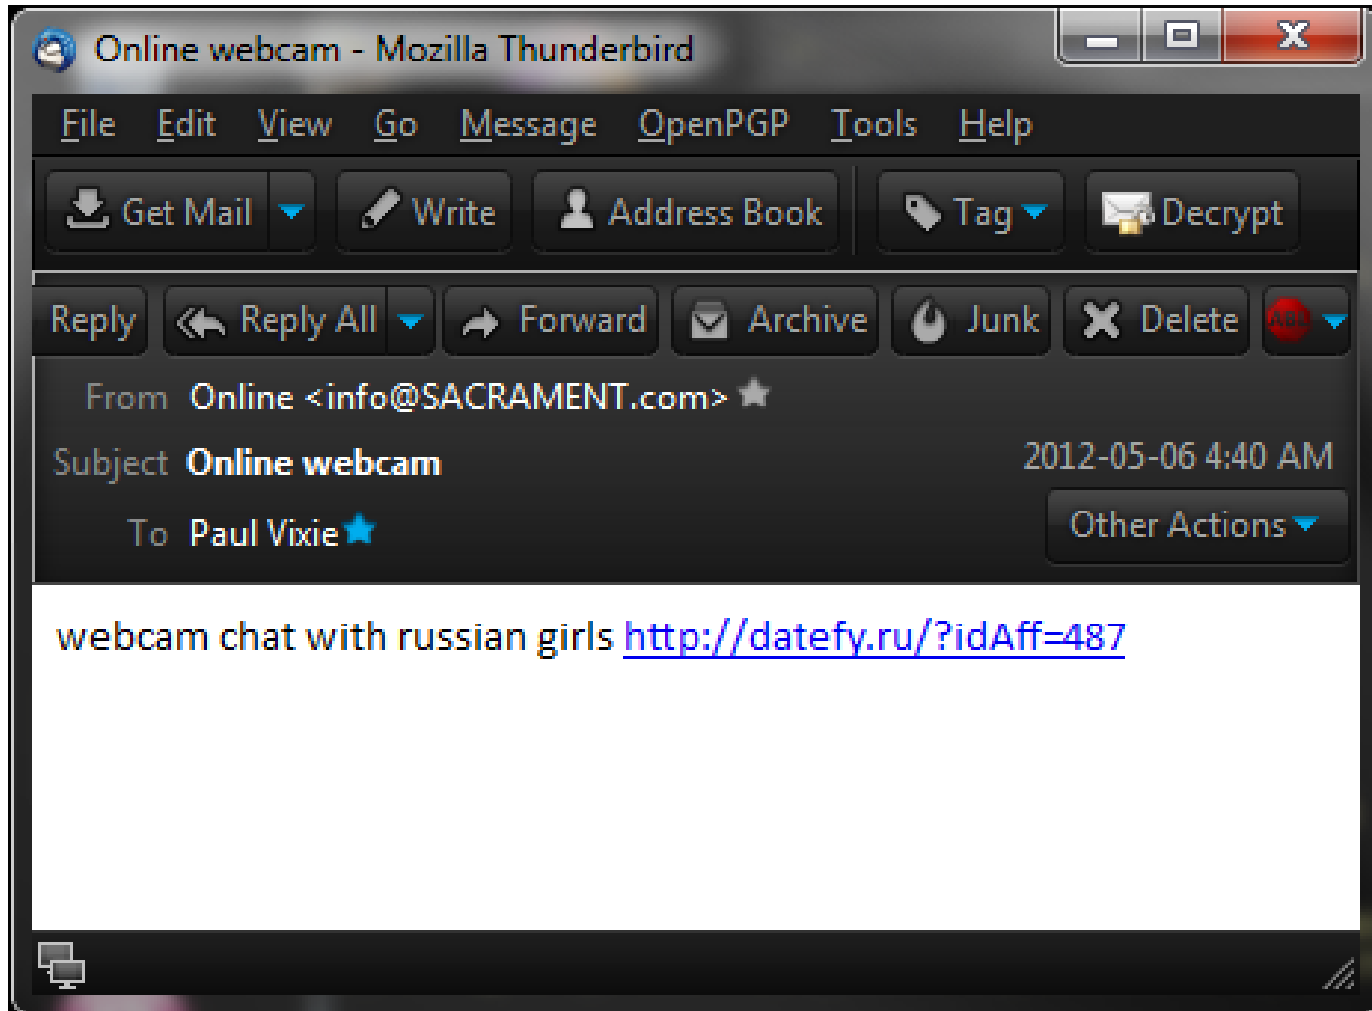 Online webcam - Mozilla Thunderbird
File Edit View Go Message OpenPGP Tools Help
Get Mail Write Address Book Tag Decrypt
Reply Reply All Forward Archive Junk Delete ABP
From Online <info@SACRAMENT.com>
Subject Online webcam 2012-05-06 4:40 AM
To Paul Vixie Other Actions
webcam chat with russian girls http://datefy.ru/?idAff=487